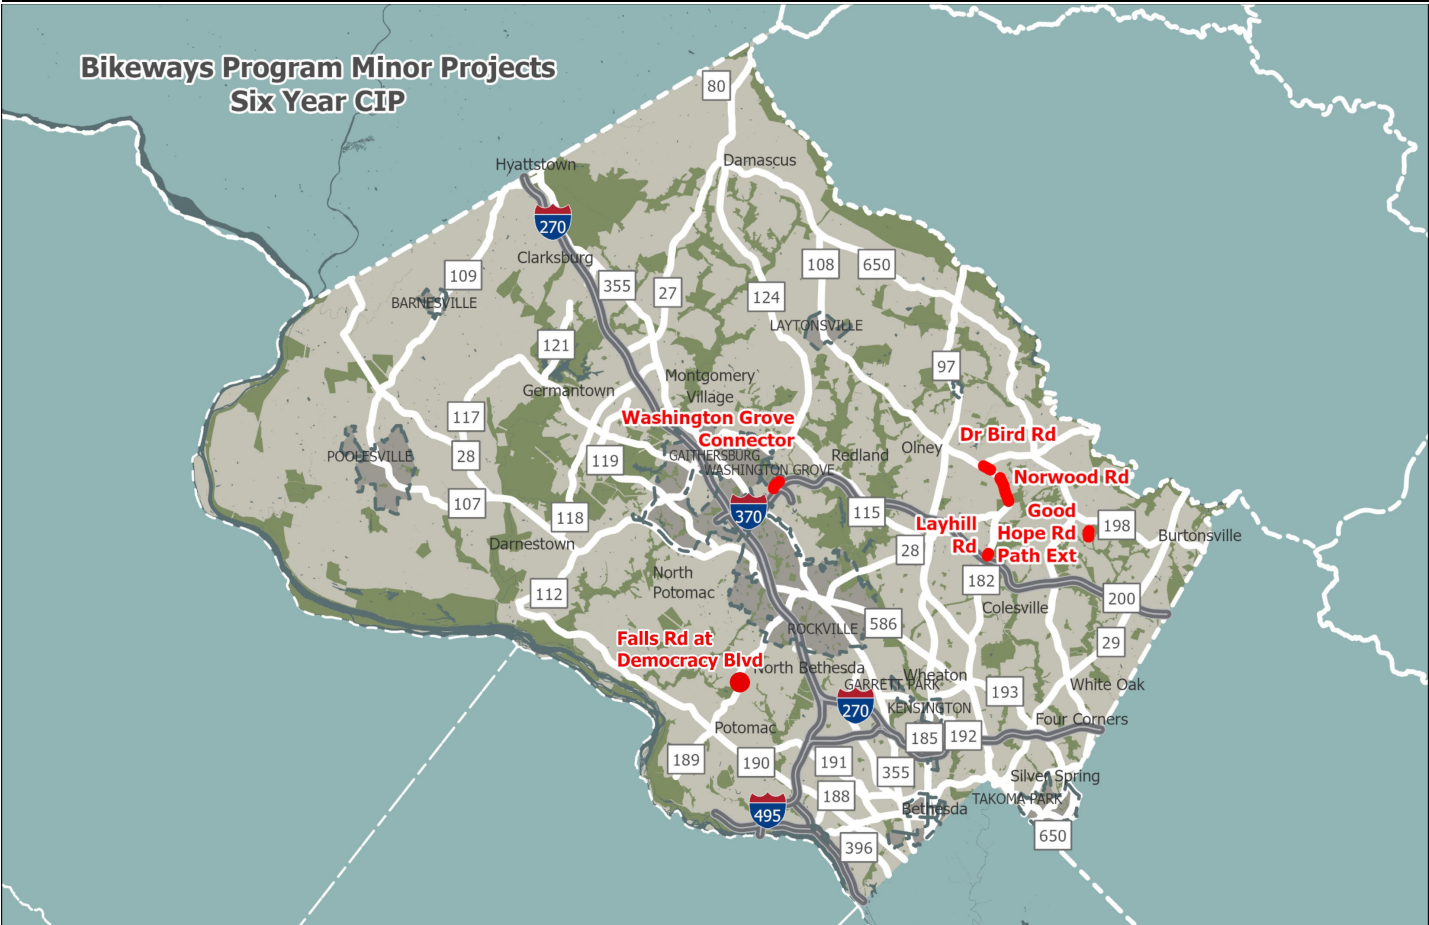 Bikeways Program Minor Projects
Six Year CIP
80
Hyattstown
Damascus
270
Clarksburg
109
355
27
124
108
650
BARNESVILLE
LAYTONSVILLE
121
97
Germantown
Montgomery
Village
117
Washington Grove
Connector
Dr Bird Rd
POOLESVILLE
28
119
GAITHERSBURG
WASHINGTON GROVE
Redland
Olney
Norwood Rd
107
118
370
115
Layhill
Rd
Good
Hope Rd
Path Ext
198
Burtonsville
Darnestown
28
112
North
Potomac
182
Colesville
200
ROCKVILLE
586
29
Falls Rd at
Democracy Blvd
North Bethesda
Wheaton
GARRETT PARK
193
White Oak
270
KENSINGTON
Potomac
185
192
Four Corners
189
190
191
355
Silver Spring
188
TAKOMA PARK
495
Bethesda
650
396